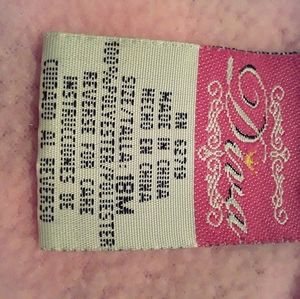 Diva
RN 6279
MADE IN CHINA
HECHO EN CHINA
SIZE/TALLA 18M
100% POLYESTER/POLIESTER
REVERSE FOR CARE
INSTRUCCIONES DE
CUIDADO AL REVERSO